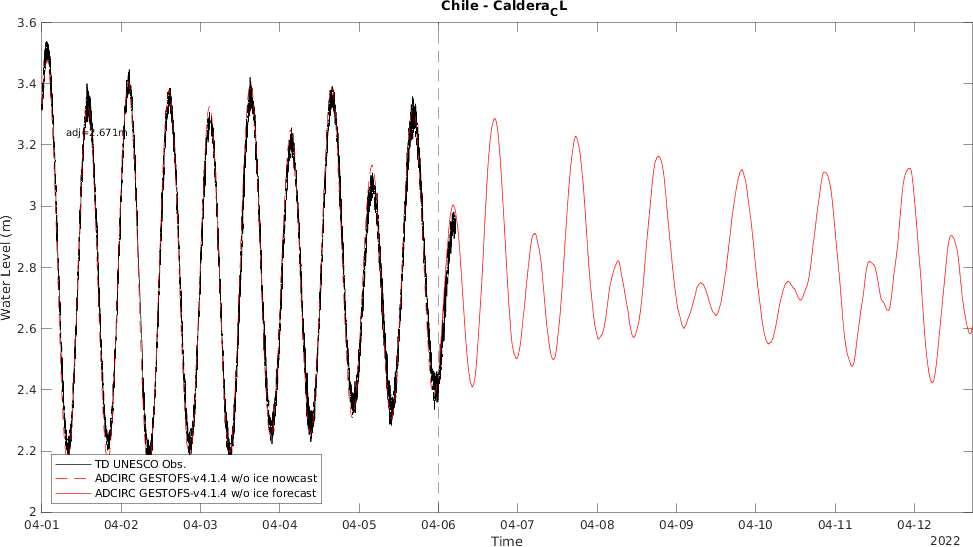 Chile - Caldera_CL
3.6
3.4
3.2
3
2.8
2.6
2.4
2.2
2
Water Level (m)
adj=2.671m
TD UNESCO Obs.
ADCIRC GESTOFS-v4.1.4 w/o ice nowcast
ADCIRC GESTOFS-v4.1.4 w/o ice forecast
04-01 04-02 04-03 04-04 04-05 04-06 04-07 04-08 04-09 04-10 04-11 04-12
Time
2022